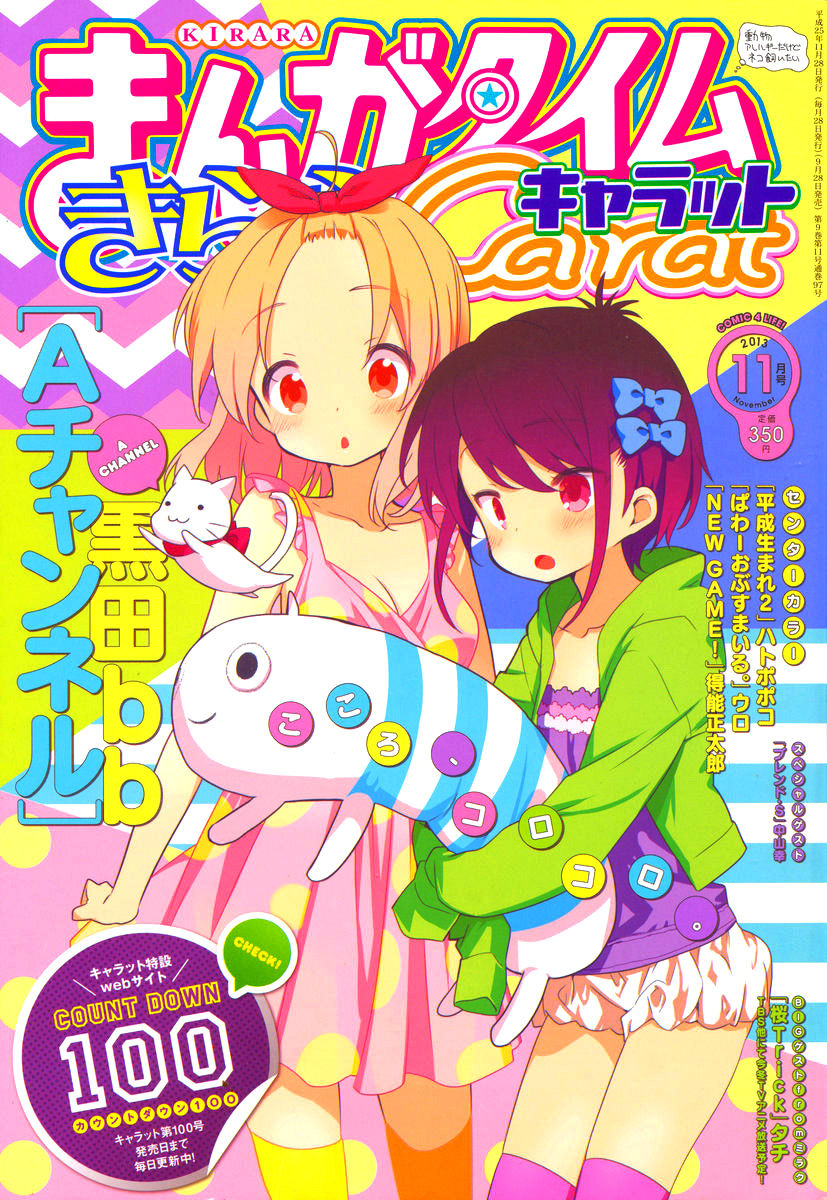 KIRARA
まんがタイム
きらら
Carat
キャラット
動物
アレルギーだけど
ネコ飼いたい
平成25年11月28日発行（毎月28日発行）（9月28日発売）第9巻第11号通巻97号
COMIC 4 LIFE!
2013
11月号
November
定価
350円
［Aチャンネル］
A CHANNEL
黒田bb
センターカラー
「平成生まれ2」ハトポポコ
「ぱわーおぶすまいる。」ウロ
「NEW GAME！」得能正太郎
スペシャルゲスト
「ブレンド・S」中山幸
こころ、コロコロ。
BIGゲストfromミラク
「桜Trick」タチ
TBS他にて今冬TVアニメ放送予定！
CHECK!
キャラット特設
webサイト
COUNT DOWN
100
カウントダウン100
キャラット第100号
発売日まで
毎日更新中！